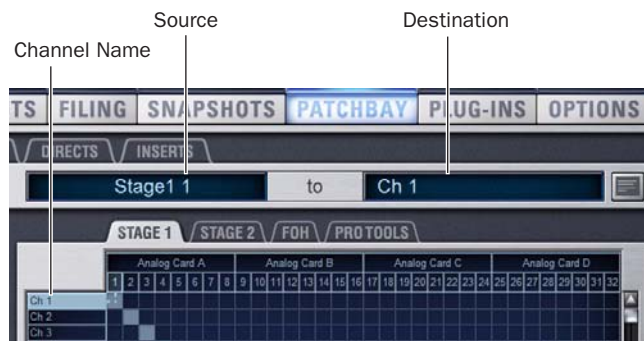 Source
Destination
Channel Name
TS FILING SNAPSHOTS PATCHBAY PLUG-INS OPTIONS
DIRECTS INSERTS
Stage1 1 to Ch 1
STAGE 1 STAGE 2 FOH PRO TOOLS
Analog Card A Analog Card B Analog Card C Analog Card D
1 2 3 4 5 6 7 8 9 10 11 12 13 14 15 16 17 18 19 20 21 22 23 24 25 26 27 28 29 30 31 32
Ch 1
Ch 2
Ch 3